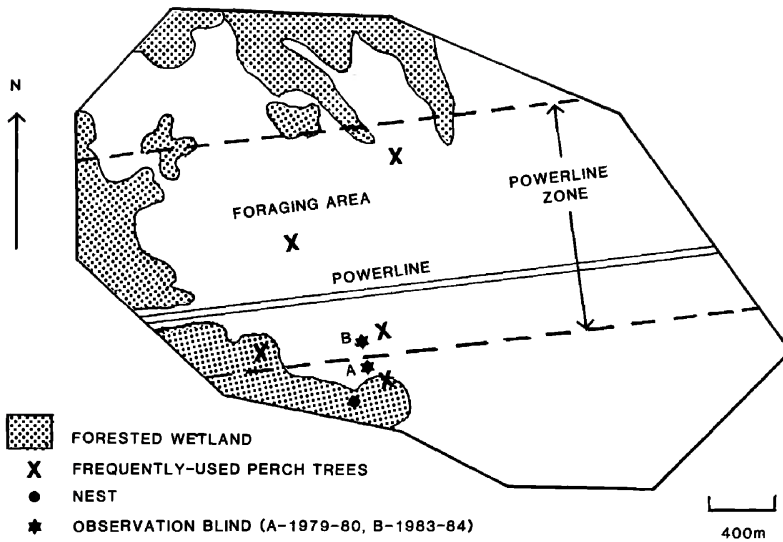 N
FORAGING AREA
POWERLINE
ZONE
POWERLINE
B
A
FORESTED WETLAND
X FREQUENTLY-USED PERCH TREES
NEST
OBSERVATION BLIND (A-1979-80, B-1983-84)
400m